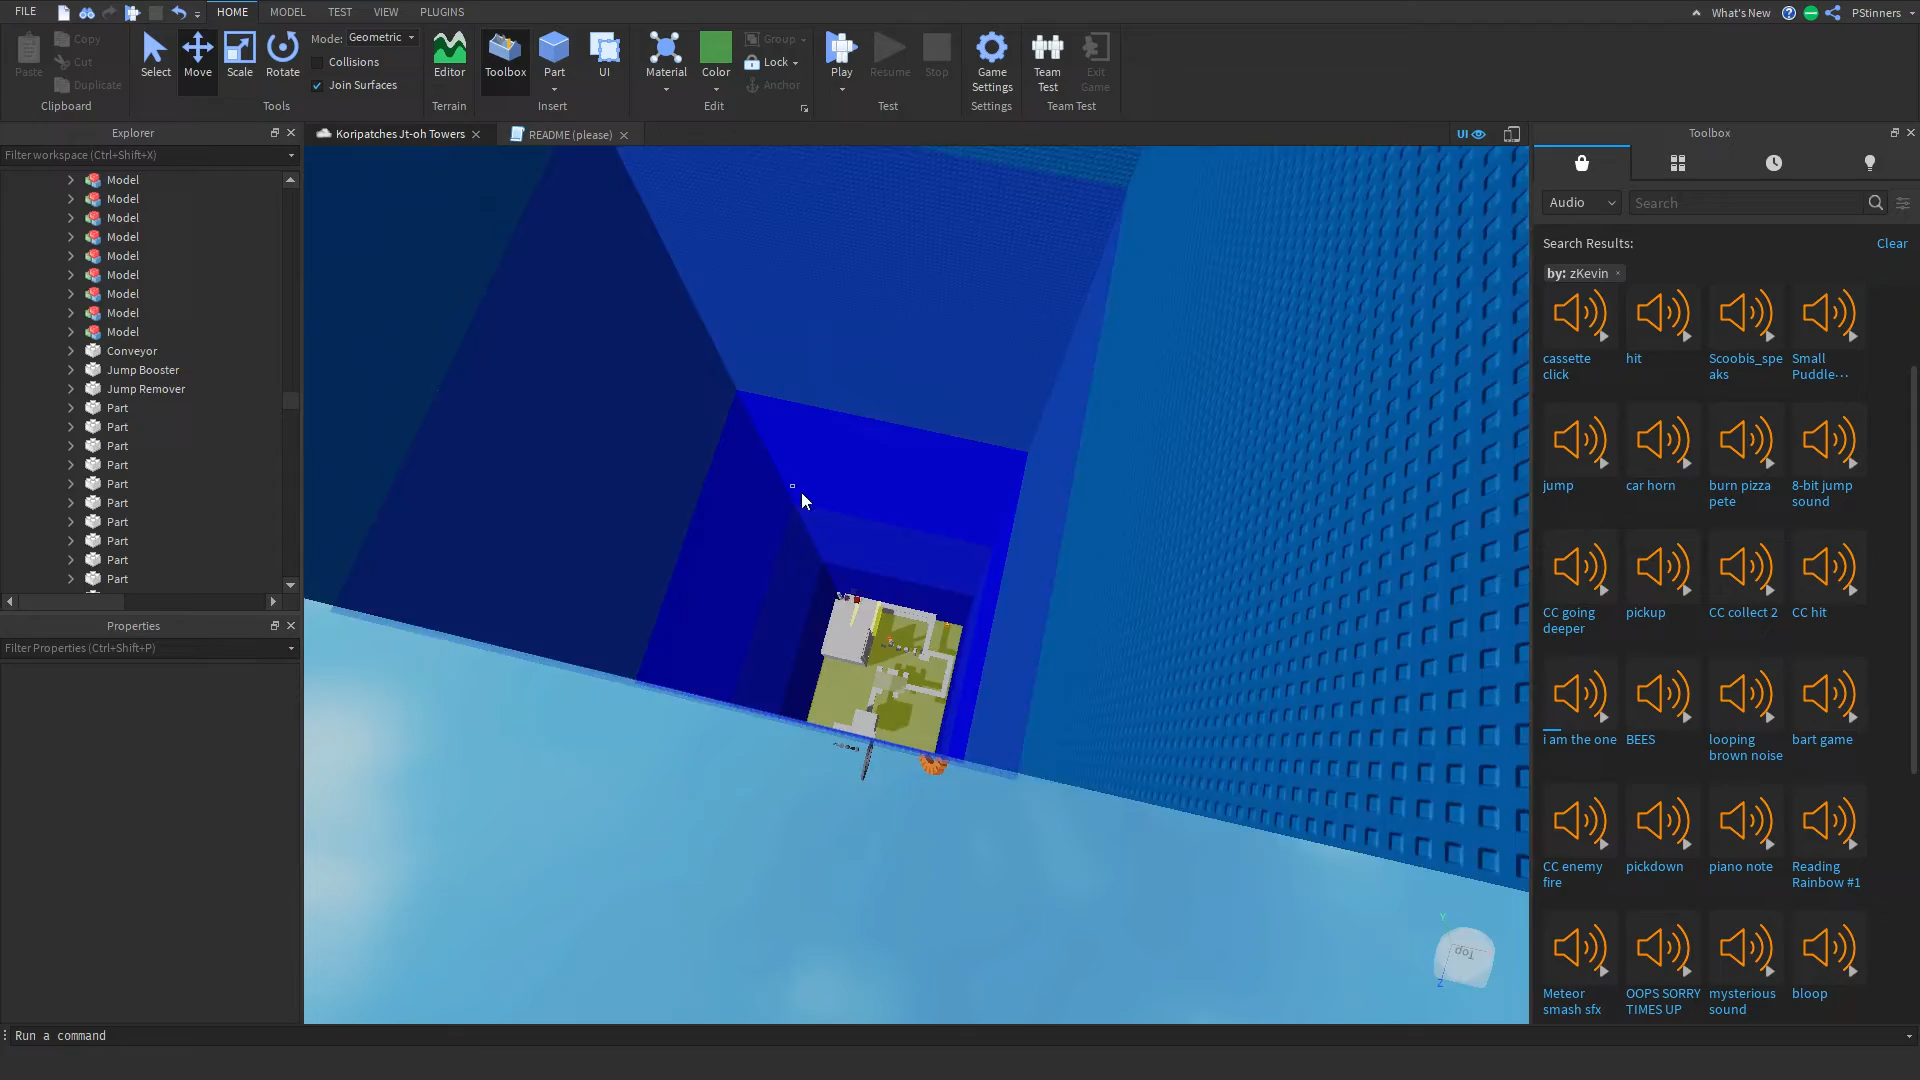 FILE
HOME
MODEL
TEST
VIEW
PLUGINS
What's New
PStinners
Paste
Copy
Cut
Duplicate
Clipboard
Select
Move
Scale
Rotate
Mode: Geometric
Collisions
Join Surfaces
Tools
Editor
Terrain
Toolbox
Part
UI
Insert
Material
Color
Group
Lock
Anchor
Edit
Play
Resume
Stop
Test
Game
Settings
Settings
Team
Test
Exit
Game
Team Test
Explorer
Filter workspace (Ctrl+Shift+X)
Model
Model
Model
Model
Model
Model
Model
Model
Model
Conveyor
Jump Booster
Jump Remover
Part
Part
Part
Part
Part
Part
Part
Part
Part
Part
Properties
Filter Properties (Ctrl+Shift+P)
Koripatches Jt-oh Towers
README (please)
UI
Y
Top
Z
Toolbox
Audio
Search
Search Results:
Clear
by: zKevin
cassette
click
hit
Scoobis_spe
aks
Small
Puddle···
jump
car horn
burn pizza
pete
8-bit jump
sound
CC going
deeper
pickup
CC collect 2
CC hit
i am the one
BEES
looping
brown noise
bart game
CC enemy
fire
pickdown
piano note
Reading
Rainbow #1
Meteor
smash sfx
OOPS SORRY
TIMES UP
mysterious
sound
bloop
Run a command